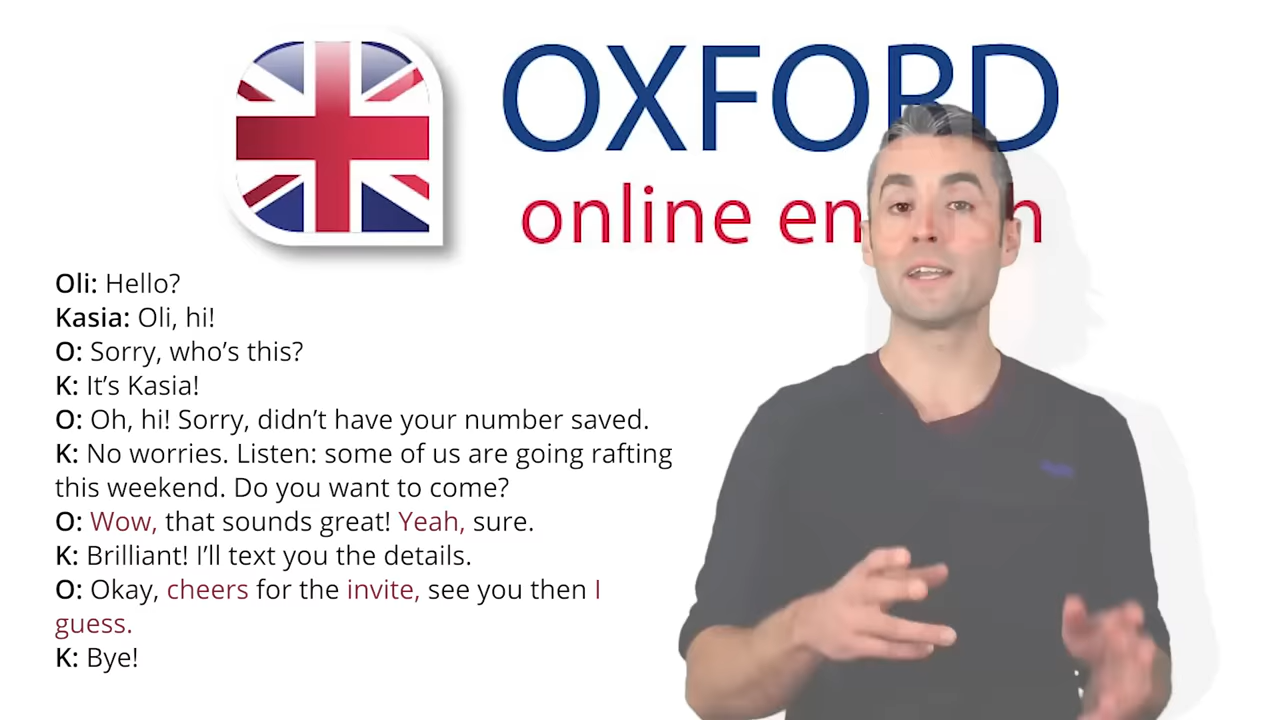 OXFORD
online en h
Oli: Hello?
Kasia: Oli, hi!
O: Sorry, who’s this?
K: It’s Kasia!
O: Oh, hi! Sorry, didn’t have your number saved.
K: No worries. Listen: some of us are going rafting
this weekend. Do you want to come?
O: Wow, that sounds great! Yeah, sure.
K: Brilliant! I’ll text you the details.
O: Okay, cheers for the invite, see you then I
guess.
K: Bye!